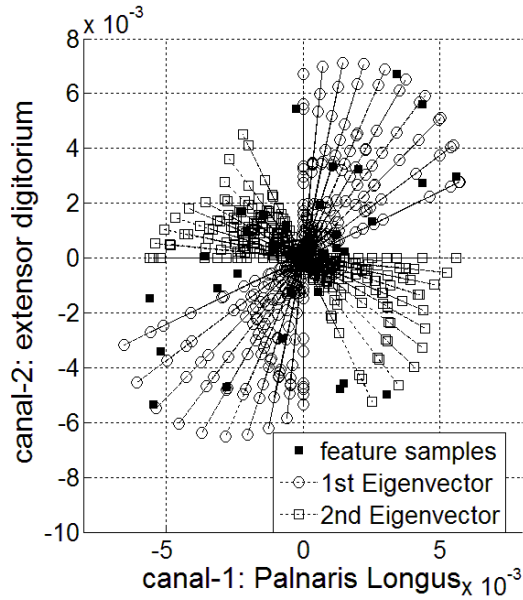 x 10⁻³
8
6
4
2
0
-2
-4
-6
-8
-10
canal-2: extensor digitorium
feature samples
1st Eigenvector
2nd Eigenvector
-5 0 5
canal-1: Palnaris Longus x 10⁻³